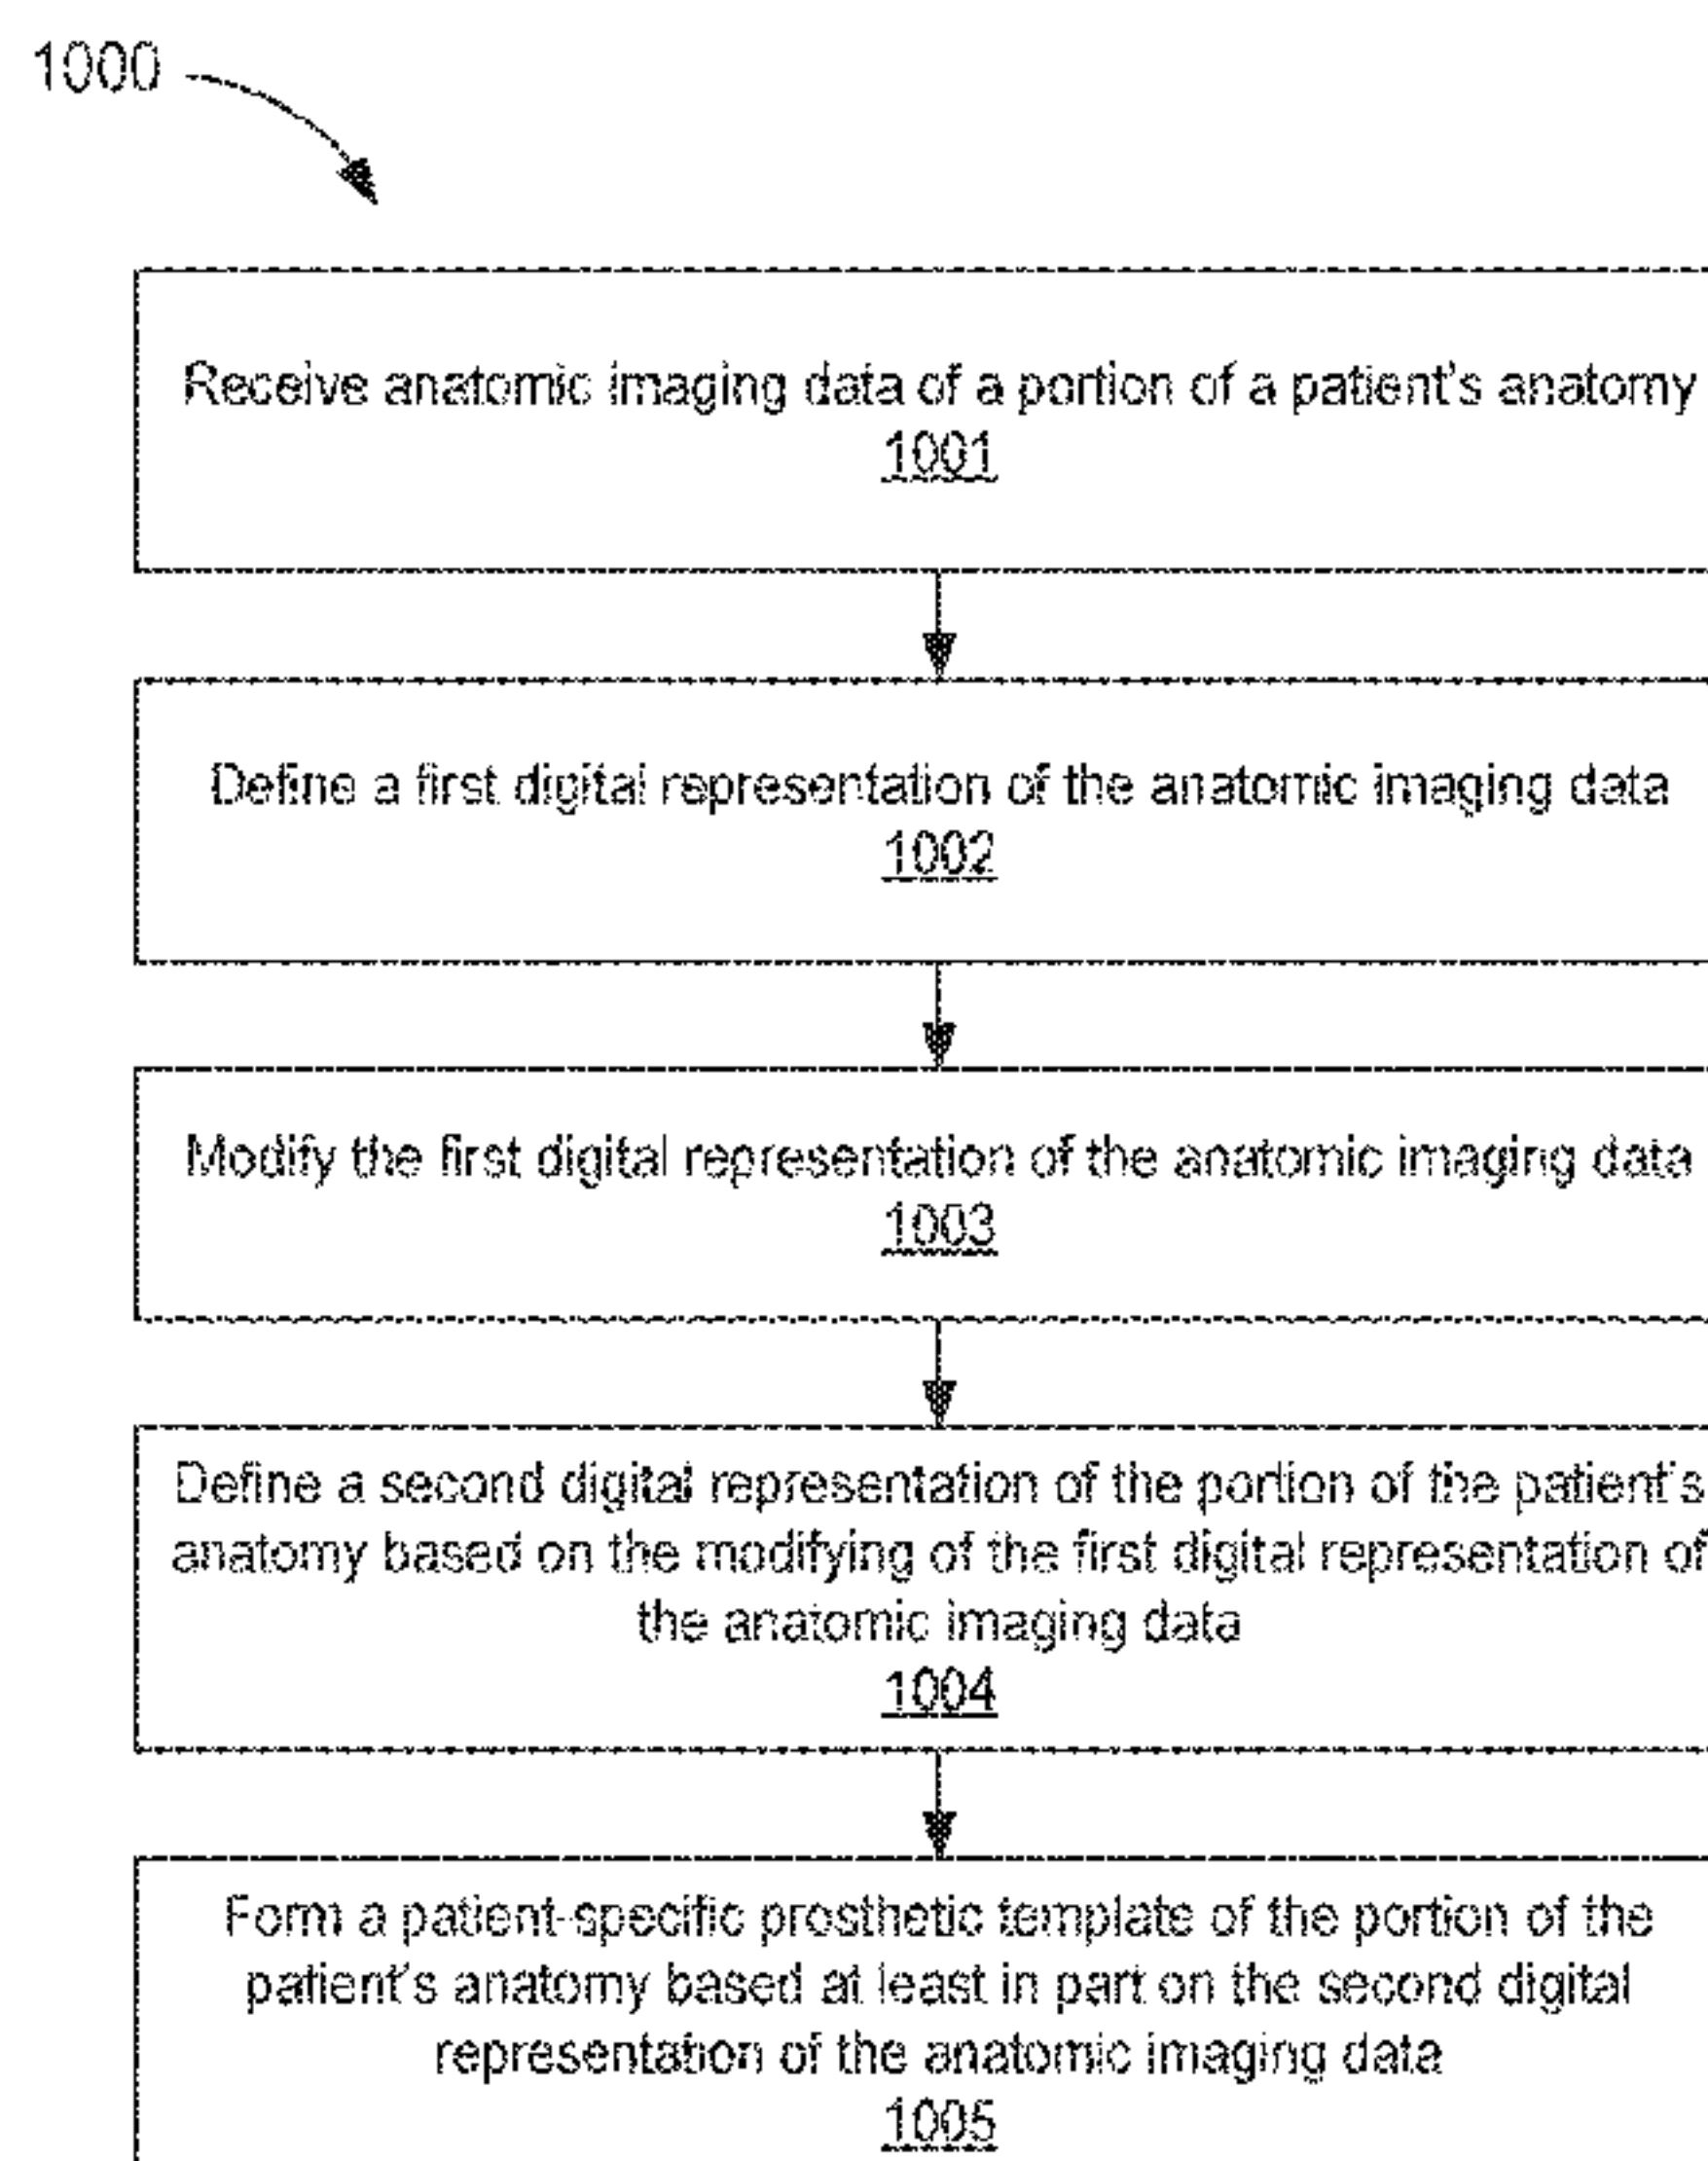 1000
Receive anatomic imaging data of a portion of a patient's anatomy
1001
Define a first digital representation of the anatomic imaging data
1002
Modify the first digital representation of the anatomic imaging data
1003
Define a second digital representation of the portion of the patient's
anatomy based on the modifying of the first digital representation of
the anatomic imaging data
1004
Form a patient-specific prosthetic template of the portion of the
patient's anatomy based at least in part on the second digital
representation of the anatomic imaging data
1005